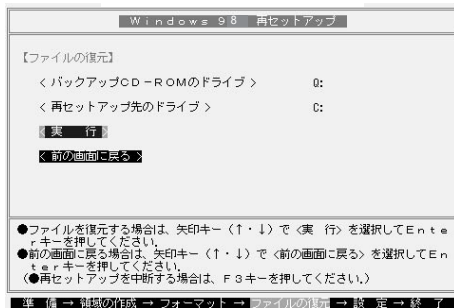 Ｗｉｎｄｏｗｓ ９８ 再セットアップ
【ファイルの復元】
＜バックアップＣＤ－ＲＯＭのドライブ＞ Q:
＜再セットアップ先のドライブ＞ C:
＜実 行＞
＜前の画面に戻る＞
●ファイルを復元する場合は、矢印キー（↑・↓）で＜実 行＞を選択してＥｎｔｅ
ｒキーを押してください。
●前の画面に戻る場合は、矢印キー（↑・↓）で＜前の画面に戻る＞を選択してＥｎ
ｔｅｒキーを押してください。
（●再セットアップを中断する場合は、Ｆ３キーを押してください。）
準 備→領域の作成→フォーマット→ファイルの復元→設 定→終 了